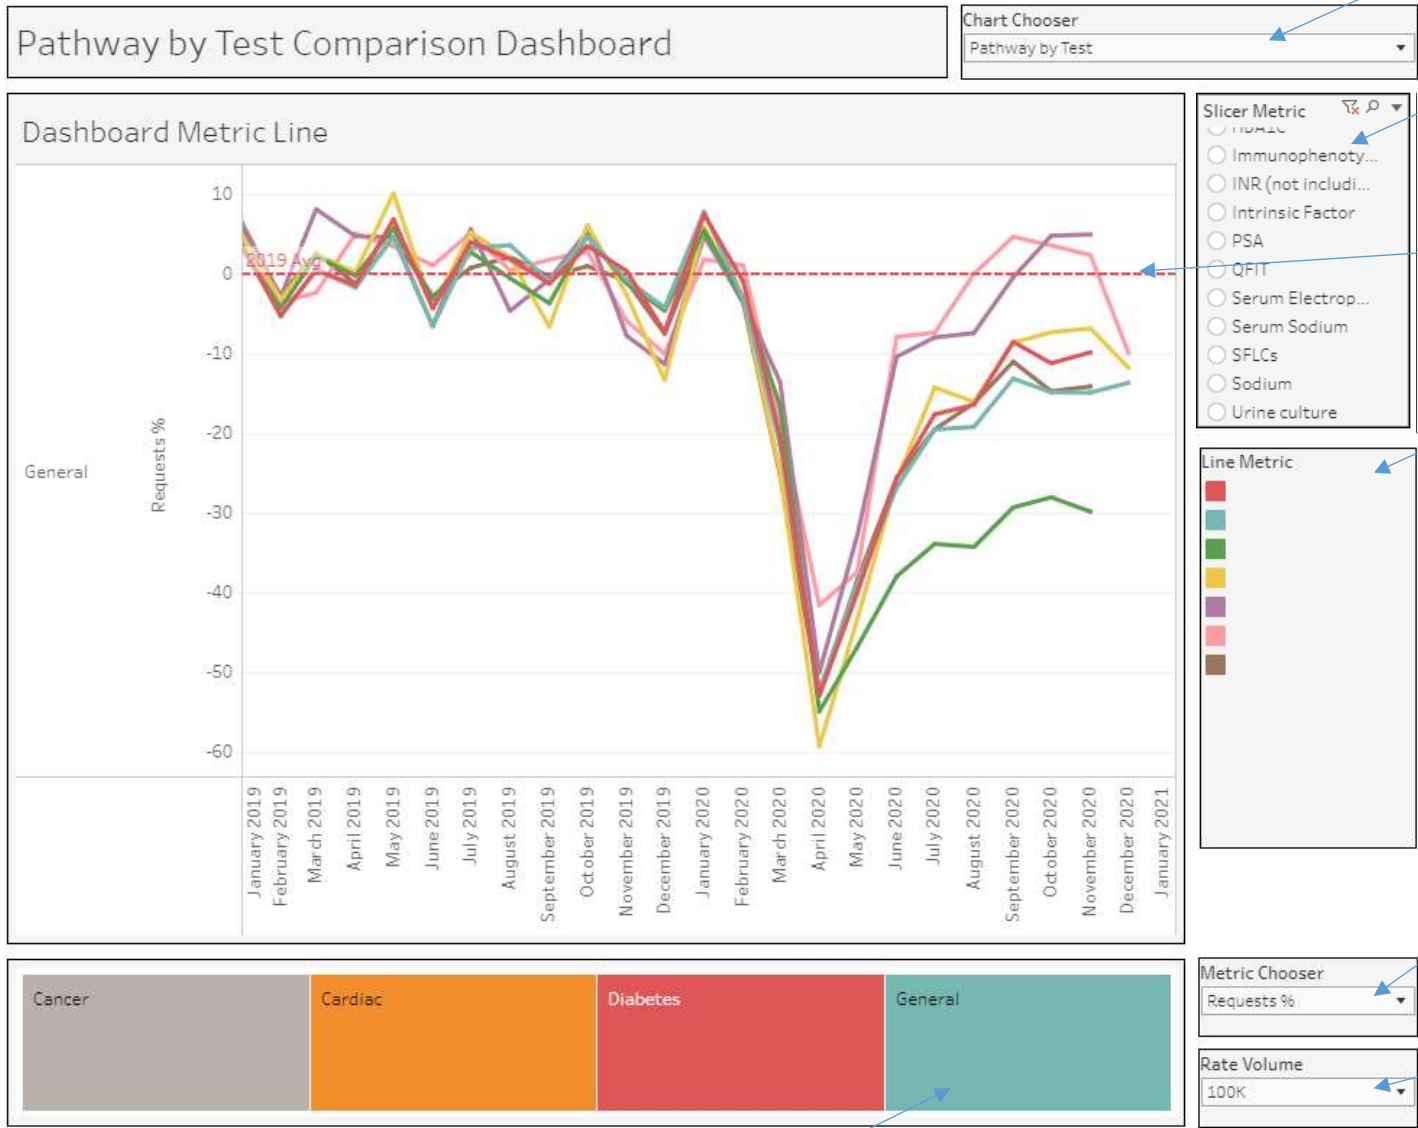 Pathway by Test Comparison Dashboard
Chart Chooser
Pathway by Test
Dashboard Metric Line
Slicer Metric
HBA1C
Immunophenoty...
INR (not includi...
Intrinsic Factor
PSA
QFIT
Serum Electrop...
Serum Sodium
SFLCs
Sodium
Urine culture
10
2019 Avg
0
-10
-20
-30
-40
-50
-60
Requests %
General
Line Metric
January 2019
February 2019
March 2019
April 2019
May 2019
June 2019
July 2019
August 2019
September 2019
October 2019
November 2019
December 2019
January 2020
February 2020
March 2020
April 2020
May 2020
June 2020
July 2020
August 2020
September 2020
October 2020
November 2020
December 2020
January 2021
Cancer
Cardiac
Diabetes
General
Metric Chooser
Requests %
Rate Volume
100K